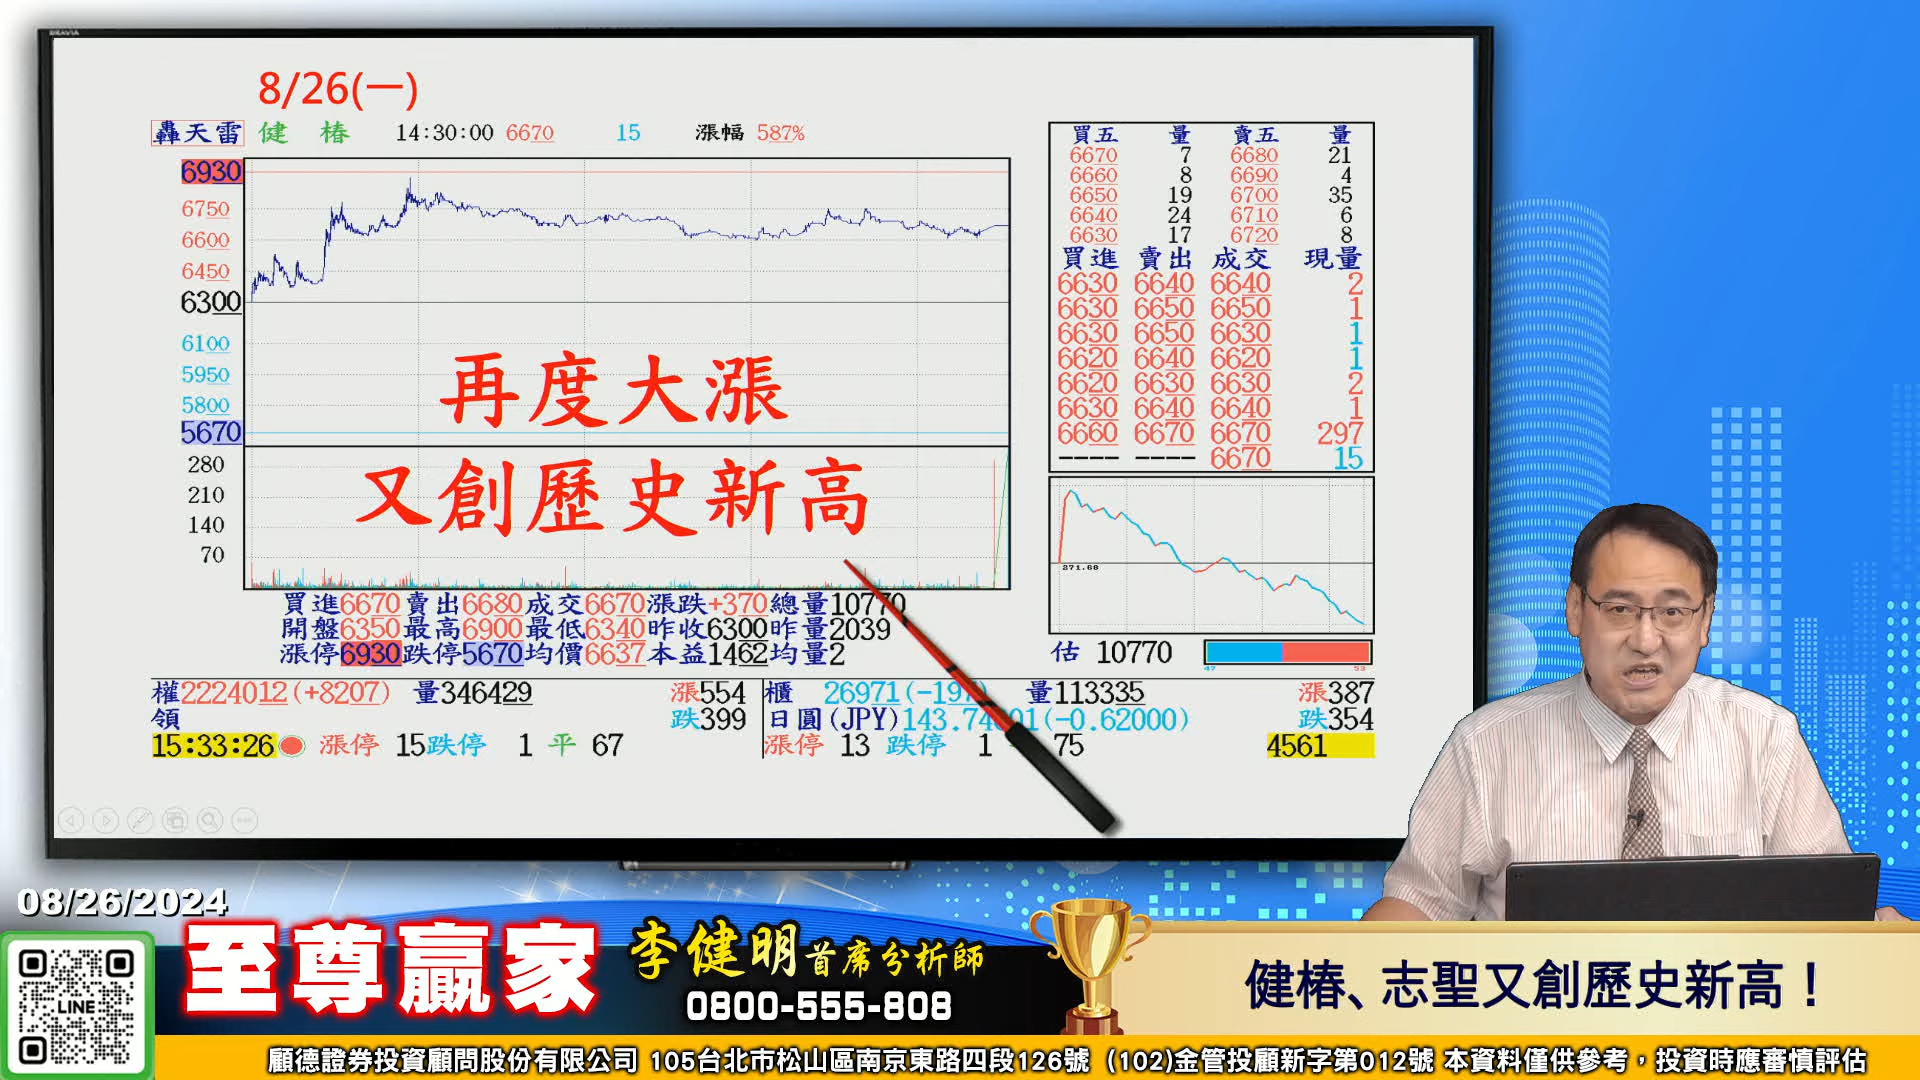 BRAVIA
8/26(一)
轟天雷 健 椿 14:30:00 6670 15 漲幅 587%
6930
6750
6600
6450
6300
6100
5950
5800
5670
280
210
140
70
再度大漲
又創歷史新高
買五 量 賣五 量
6670 7 6680 21
6660 8 6690 4
6650 19 6700 35
6640 24 6710 6
6630 17 6720 8
買進 賣出 成交 現量
6630 6640 6640 2
6630 6650 6650 1
6630 6650 6630 1
6620 6640 6620 1
6620 6630 6630 2
6630 6640 6640 1
6660 6670 6670 297
---- ---- 6670 15
271.68
估 10770
47 53
買進6670賣出6680成交6670漲跌+370總量10770
開盤6350最高6900最低6340昨收6300昨量2039
漲停6930跌停5670均價6637本益1462均量2
權2224012(+8207) 量346429 漲554 櫃 26971(-197) 量113335 漲387
領 跌399 日圓(JPY)143.74001(-0.62000) 跌354
15:33:26 漲停 15跌停 1 平 67 漲停 13 跌停 1 75 4561
08/26/2024
LINE
至尊贏家
李健明首席分析師
0800-555-808
健椿、志聖又創歷史新高！
顧德證券投資顧問股份有限公司 105台北市松山區南京東路四段126號 (102)金管投顧新字第012號 本資料僅供參考，投資時應審慎評估